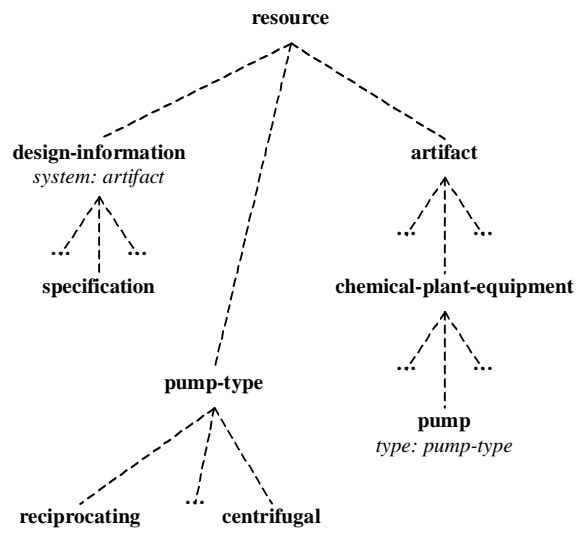 resource
design-information
system: artifact
artifact
... ...
... ...
specification
chemical-plant-equipment
... ...
pump-type
pump
type: pump-type
...
reciprocating
centrifugal